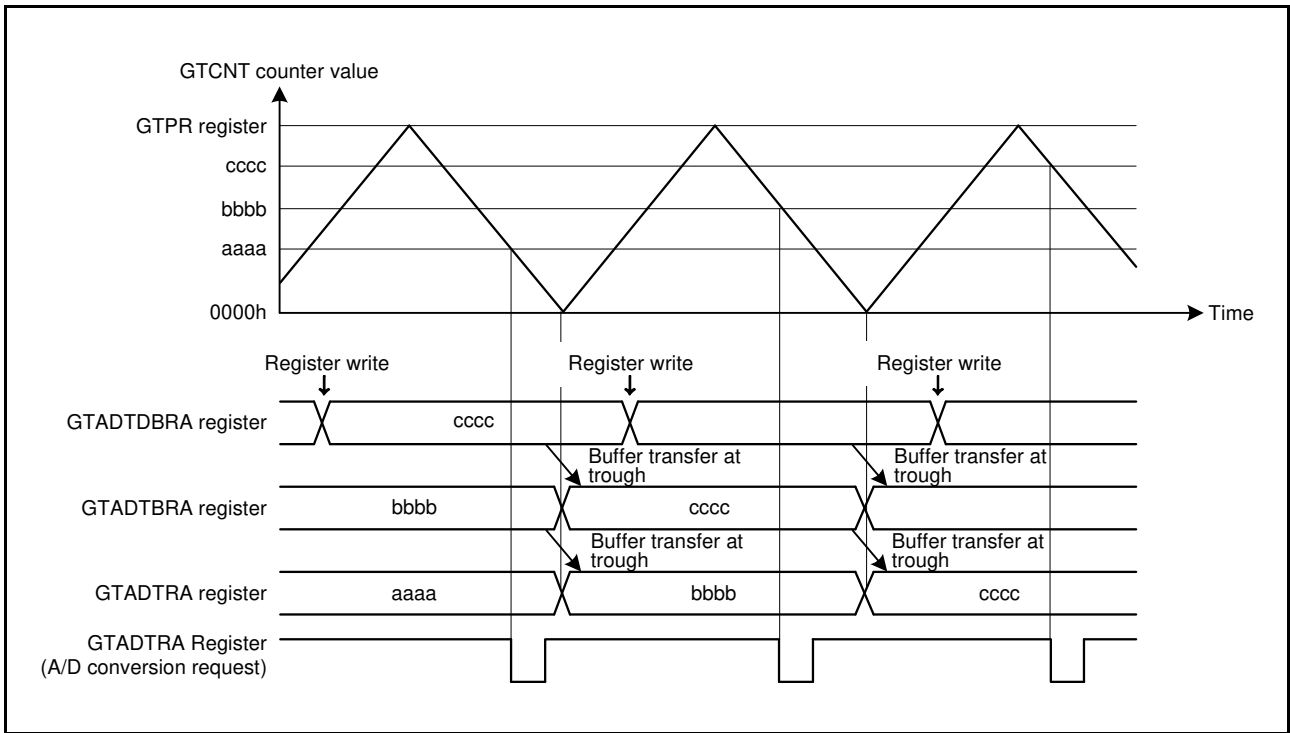 GTCNT counter value
GTPR register
cccc
bbbb
aaaa
0000h
Time
Register write
Register write
Register write
GTADTDBRA register
cccc
Buffer transfer at
trough
Buffer transfer at
trough
GTADTBRA register
bbbb
cccc
Buffer transfer at
trough
Buffer transfer at
trough
GTADTRA register
aaaa
bbbb
cccc
GTADTRA Register
(A/D conversion request)